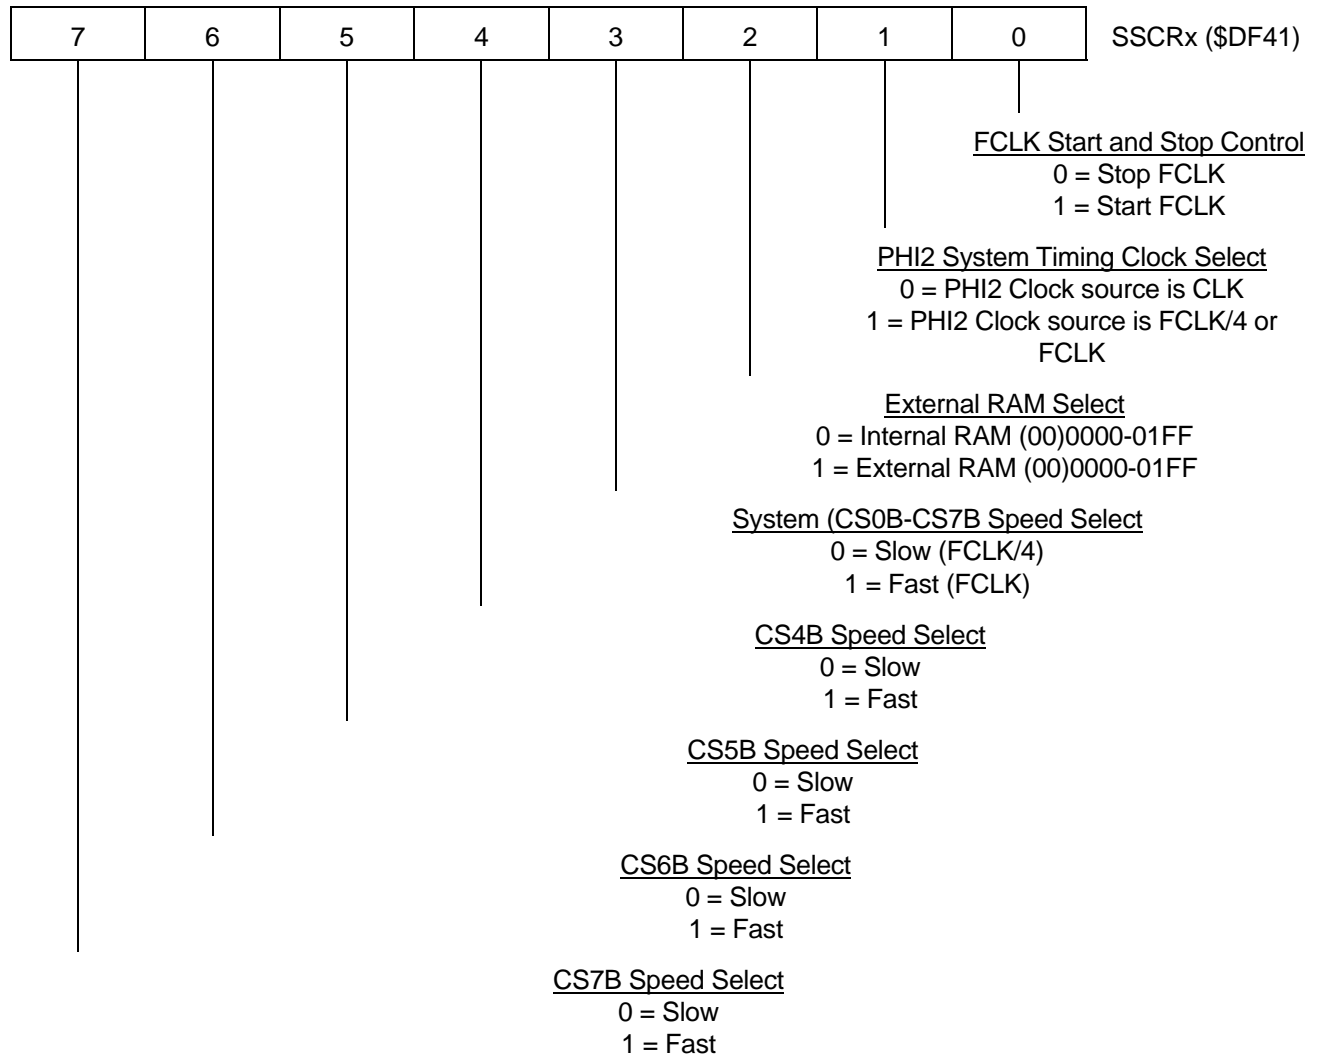 7 6 5 4 3 2 1 0 SSCRx ($DF41)
FCLK Start and Stop Control
0 = Stop FCLK
1 = Start FCLK
PHI2 System Timing Clock Select
0 = PHI2 Clock source is CLK
1 = PHI2 Clock source is FCLK/4 or
FCLK
External RAM Select
0 = Internal RAM (00)0000-01FF
1 = External RAM (00)0000-01FF
System (CS0B-CS7B Speed Select
0 = Slow (FCLK/4)
1 = Fast (FCLK)
CS4B Speed Select
0 = Slow
1 = Fast
CS5B Speed Select
0 = Slow
1 = Fast
CS6B Speed Select
0 = Slow
1 = Fast
CS7B Speed Select
0 = Slow
1 = Fast